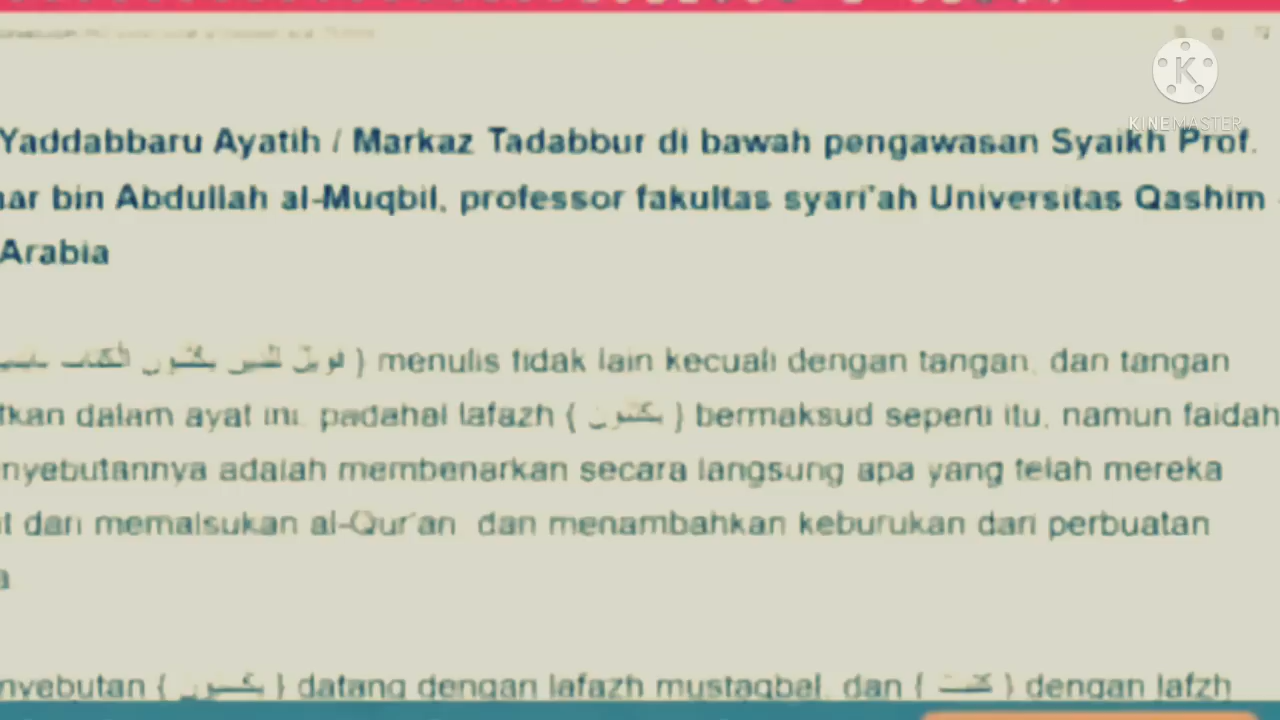 K
KINEMASTER
Yaddabbaru Ayatih / Markaz Tadabbur di bawah pengawasan Syaikh Prof.
ar bin Abdullah al-Muqbil, professor fakultas syari'ah Universitas Qashim -
Arabia
) menulis tidak lain kecuali dengan tangan, dan tangan
tkan dalam ayat ini, padahal lafazh ( يكتبون ) bermaksud seperti itu, namun faidah
nyebutannya adalah membenarkan secara langsung apa yang telah mereka
t dari memalsukan al-Qur'an dan menambahkan keburukan dari perbuatan
a
nyebutan ( ) datang dengan lafazh mustaqbal, dan ( ) dengan lafzh